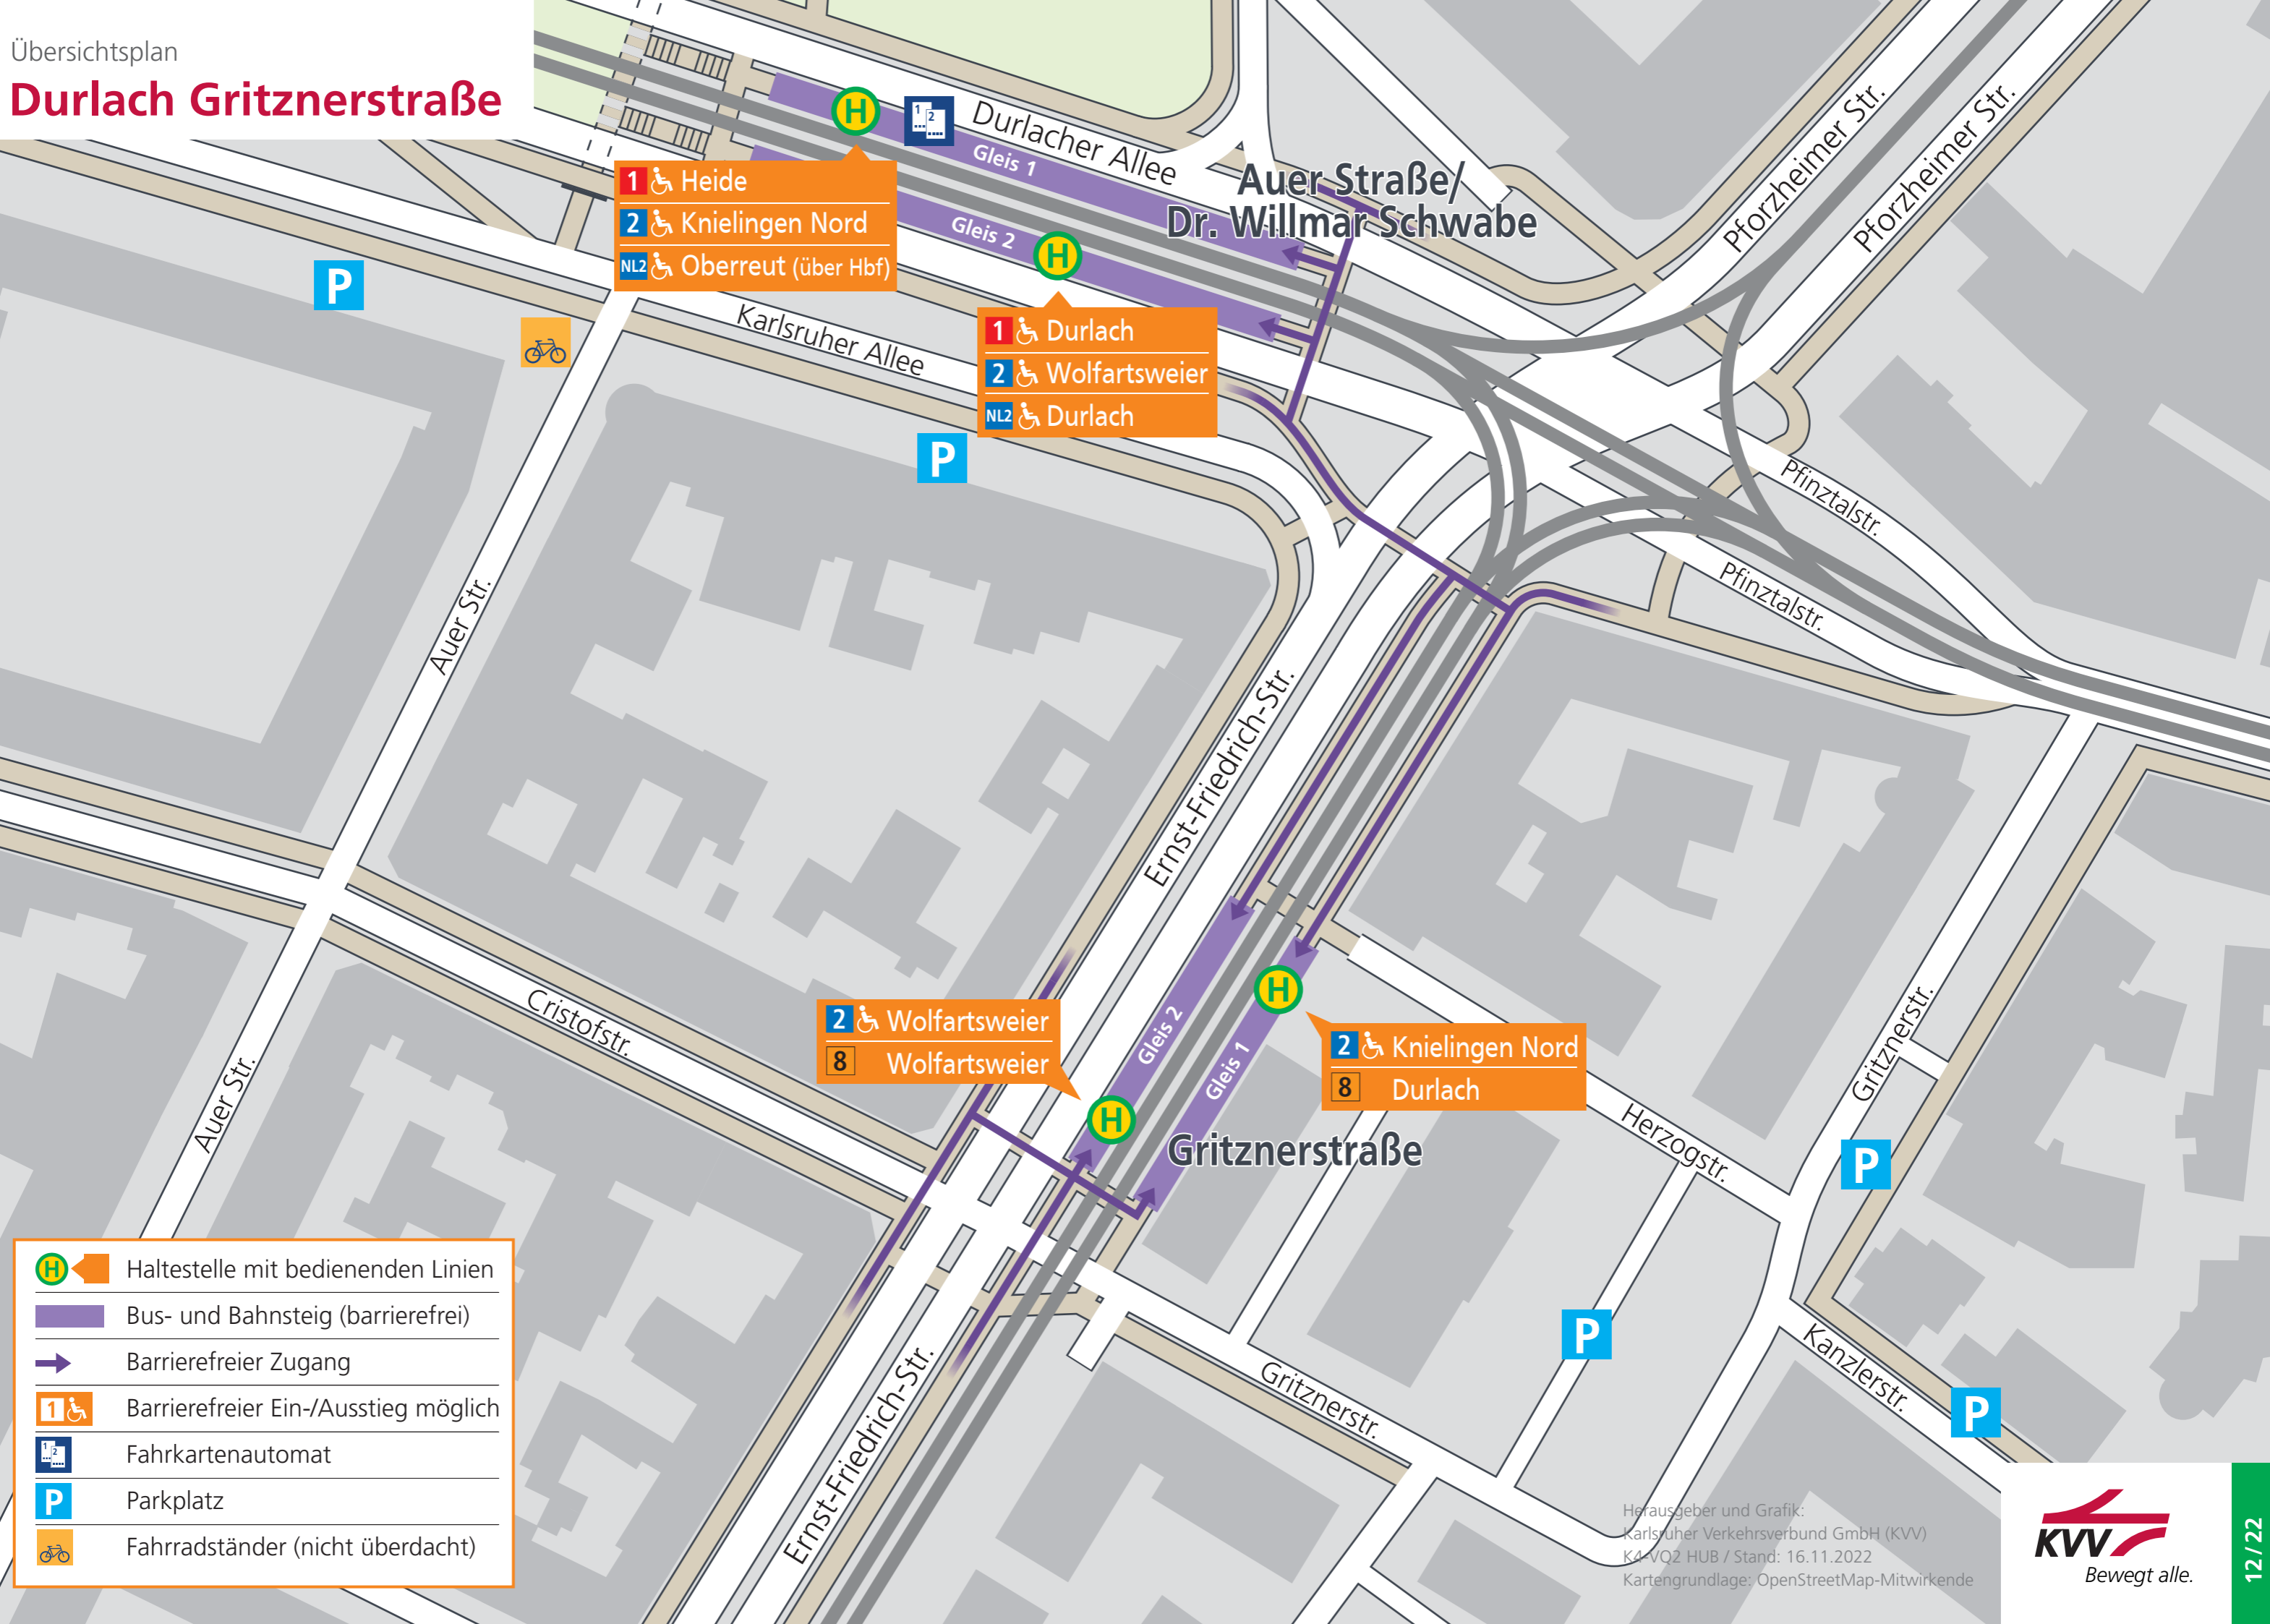 Übersichtsplan
Durlach Gritznerstraße
H
1 2
Durlacher Allee
Gleis 1
Auer Straße/
Dr. Willmar Schwabe
Pforzheimer Str.
Pforzheimer Str.
1 Heide
2 Knielingen Nord
NL2 Oberreut (über Hbf)
Gleis 2
H
P
Karlsruher Allee
1 Durlach
2 Wolfartsweier
NL2 Durlach
P
Pfinztalstr.
Pfinztalstr.
Auer Str.
Ernst-Friedrich-Str.
Cristofstr.
Auer Str.
2 Wolfartsweier
8 Wolfartsweier
Gleis 2
H
Gleis 1
H
2 Knielingen Nord
8 Durlach
Gritznerstraße
Herzogstr.
Gritznerstr.
P
P
Kanzlerstr.
P
Gritznerstr.
Ernst-Friedrich-Str.
H Haltestelle mit bedienenden Linien
Bus- und Bahnsteig (barrierefrei)
Barrierefreier Zugang
1 Barrierefreier Ein-/Ausstieg möglich
1 2 Fahrkartenautomat
P Parkplatz
Fahrradständer (nicht überdacht)
Herausgeber und Grafik:
Karlsruher Verkehrsverbund GmbH (KVV)
K4-VQ2 HUB / Stand: 16.11.2022
Kartengrundlage: OpenStreetMap-Mitwirkende
KVV
Bewegt alle.
12/22